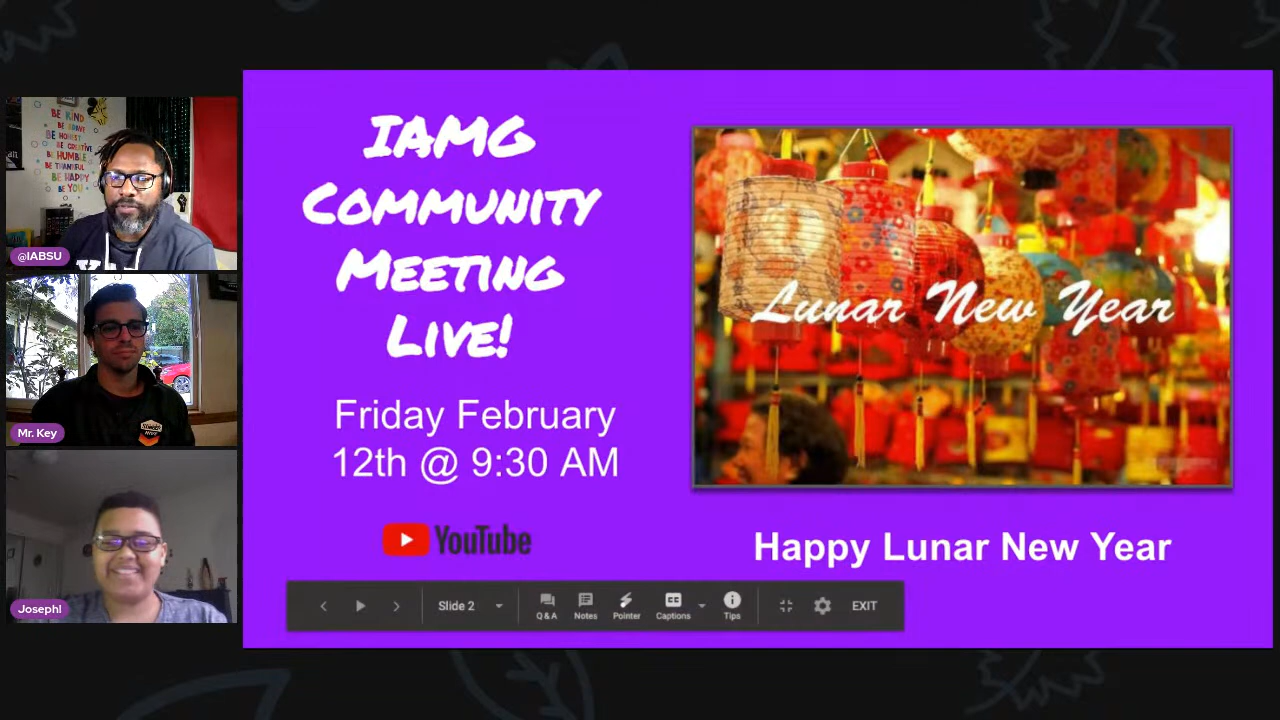 BE KIND
BE BRAVE
BE HONEST
BE CREATIVE
BE HUMBLE
BE THANKFUL
BE HAPPY
BE YOU
@IABSU
Mr. Key
Josephl
IAMG
COMMUNITY
MEETING
LIVE!
Friday February
12th @ 9:30 AM
YouTube
Lunar New Year
Happy Lunar New Year
Slide 2
Q & A
Notes
Pointer
Captions
Tips
EXIT